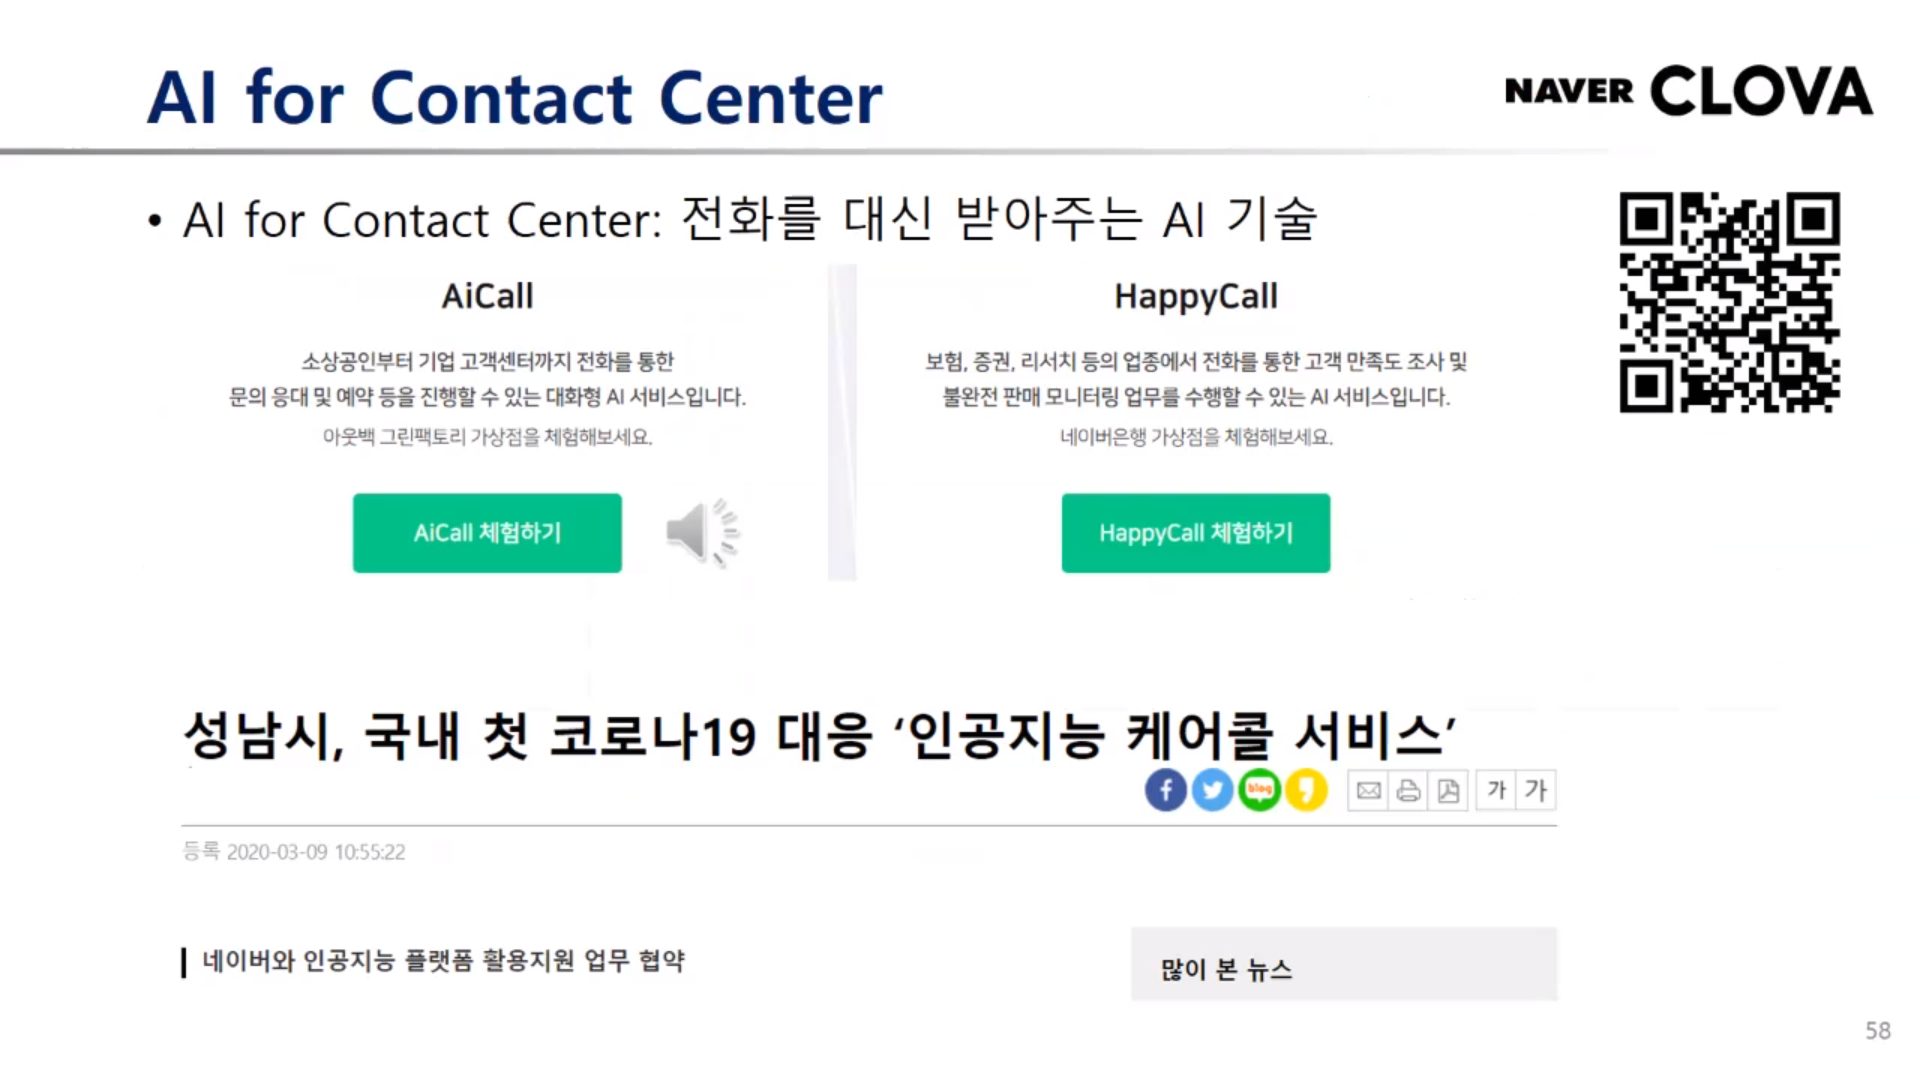 AI for Contact Center
NAVER CLOVA
• AI for Contact Center: 전화를 대신 받아주는 AI 기술
AiCall
소상공인부터 기업 고객센터까지 전화를 통한
문의 응대 및 예약 등을 진행할 수 있는 대화형 AI 서비스입니다.
아웃백 그린팩토리 가상점을 체험해보세요.
AiCall 체험하기
HappyCall
보험, 증권, 리서치 등의 업종에서 전화를 통한 고객 만족도 조사 및
불완전 판매 모니터링 업무를 수행할 수 있는 AI 서비스입니다.
네이버은행 가상점을 체험해보세요.
HappyCall 체험하기
성남시, 국내 첫 코로나19 대응 ‘인공지능 케어콜 서비스’
blog
가 가
등록 2020-03-09 10:55:22
네이버와 인공지능 플랫폼 활용지원 업무 협약
많이 본 뉴스
58